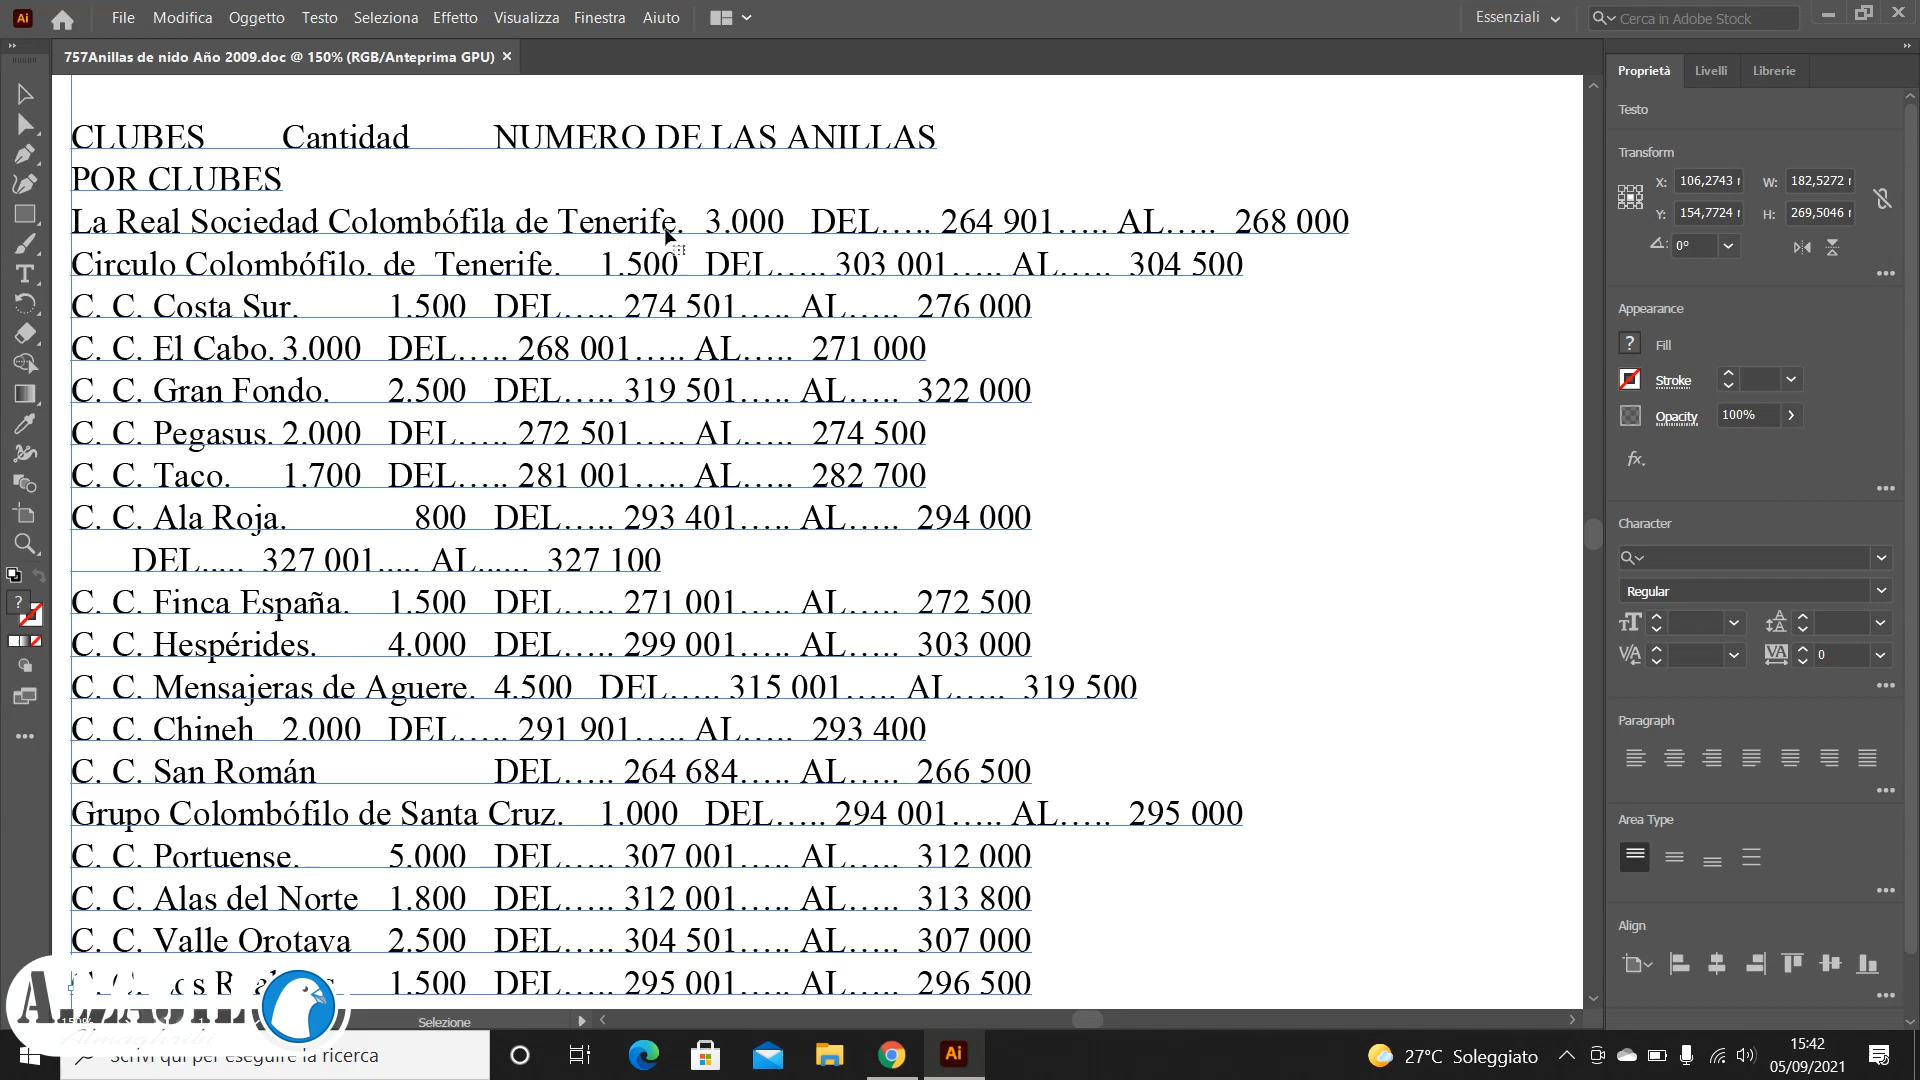 File Modifica Oggetto Testo Seleziona Effetto Visualizza Finestra Aiuto Essenziali Cerca in Adobe Stock
757Anillas de nido Año 2009.doc @ 150% (RGB/Anteprima GPU) ×
CLUBES Cantidad NUMERO DE LAS ANILLAS
POR CLUBES
La Real Sociedad Colombófila de Tenerife. 3.000 DEL….. 264 901….. AL….. 268 000
Circulo Colombófilo. de Tenerife. 1.500 DEL….. 303 001….. AL….. 304 500
C. C. Costa Sur. 1.500 DEL….. 274 501….. AL….. 276 000
C. C. El Cabo. 3.000 DEL….. 268 001….. AL….. 271 000
C. C. Gran Fondo. 2.500 DEL….. 319 501….. AL….. 322 000
C. C. Pegasus. 2.000 DEL….. 272 501….. AL….. 274 500
C. C. Taco. 1.700 DEL….. 281 001….. AL….. 282 700
C. C. Ala Roja. 800 DEL….. 293 401….. AL….. 294 000
DEL..... 327 001..... AL...... 327 100
C. C. Finca España. 1.500 DEL….. 271 001….. AL….. 272 500
C. C. Hespérides. 4.000 DEL….. 299 001….. AL….. 303 000
C. C. Mensajeras de Aguere. 4.500 DEL….. 315 001….. AL….. 319 500
C. C. Chineh 2.000 DEL….. 291 901….. AL….. 293 400
C. C. San Román DEL….. 264 684….. AL….. 266 500
Grupo Colombófilo de Santa Cruz. 1.000 DEL….. 294 001….. AL….. 295 000
C. C. Portuense. 5.000 DEL….. 307 001….. AL….. 312 000
C. C. Alas del Norte 1.800 DEL….. 312 001….. AL….. 313 800
C. C. Valle Orotava 2.500 DEL….. 304 501….. AL….. 307 000
1.500 DEL….. 295 001….. AL….. 296 500
Selezione
Proprietà Livelli Librerie
Testo
Transform
X: 106,2743 W: 182,5272
Y: 154,7724 H: 269,5046
0°
Appearance
? Fill
Stroke
Opacity 100%
fx.
Character
Regular
0
Paragraph
Area Type
Align
Scrivi qui per eseguire la ricerca
Ai
27°C Soleggiato
15:42
05/09/2021